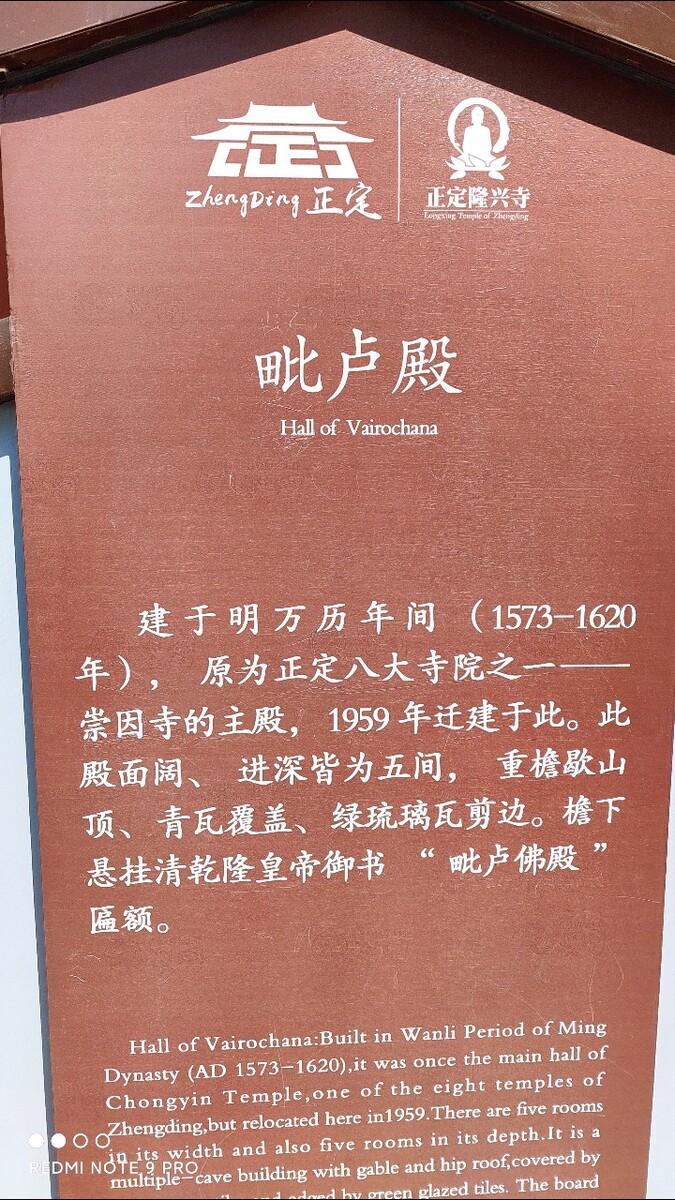 ZhengDing 正定
正定隆兴寺
Longxing Temple of Zhengding
毗卢殿
Hall of Vairochana
建于明万历年间（1573-1620
年），原为正定八大寺院之一——
崇因寺的主殿，1959年迁建于此。此
殿面阔、进深皆为五间，重檐歇山
顶、青瓦覆盖、绿琉璃瓦剪边。檐下
悬挂清乾隆皇帝御书“毗卢佛殿”
匾额。
Hall of Vairochana:Built in Wanli Period of Ming
Dynasty (AD 1573-1620),it was once the main hall of
Chongyin Temple,one of the eight temples of
Zhengding,but relocated here in1959.There are five rooms
in its width and also five rooms in its depth.It is a
multiple-cave building with gable and hip roof,covered by
and edged by green glazed tiles. The board
REDMI NOTE 9 PRO